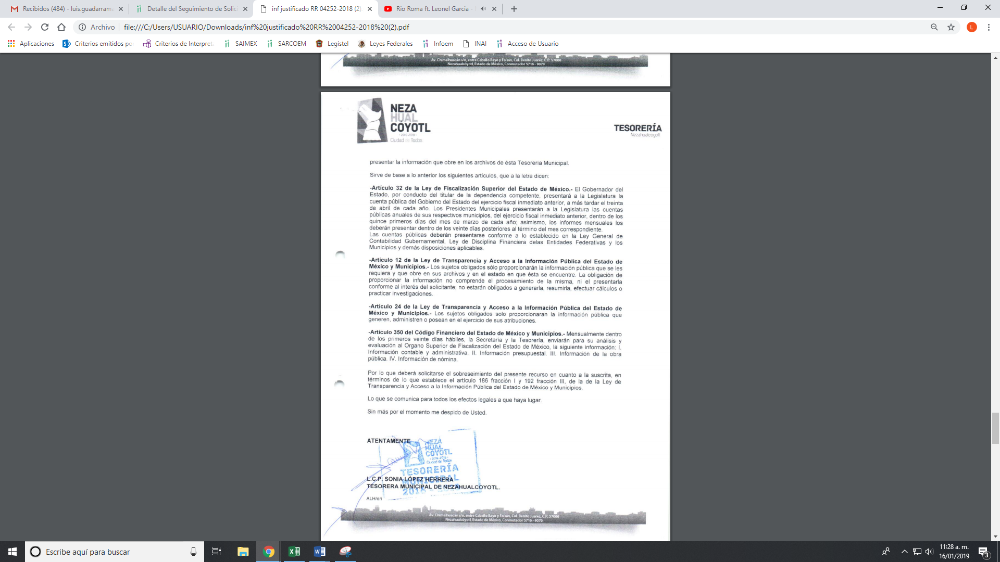 Recibidos (484) - luis.guadarrama
Detalle del Seguimiento de Solici
inf justificado RR 04252-2018 (2).
Rio Roma ft. Leonel Garcia -
Archivo
file:///C:/Users/USUARIO/Downloads/inf%20justificado%20RR%2004252-2018%20(2).pdf
L
Aplicaciones
Criterios emitidos po
Criterios de Interpret
SAIMEX
SARCOEM
Legistel
Leyes Federales
Infoem
INAI
Acceso de Usuario
Av. Chimalhuacán s/n, entre Caballo Bayo y Faisán, Col. Benito Juaréz, C.P. 57000
Nezahualcóyotl, Estado de México, Conmutador 5716 - 9070
NEZA
HUAL
CÓYOTL
- 2016-2018 -
Ciudad de Todos
TESORERÍA
Nezahualcoyotl
presentar la información que obre en los archivos de ésta Tesorería Municipal.
Sirve de base a lo anterior los siguientes artículos, que a la letra dicen:
-Artículo 32 de la Ley de Fiscalización Superior del Estado de México.- El Gobernador del
Estado, por conducto del titular de la dependencia competente, presentará a la Legislatura la
cuenta pública del Gobierno del Estado del ejercicio fiscal inmediato anterior, a más tardar el treinta
de abril de cada año. Los Presidentes Municipales presentarán a la Legislatura las cuentas
públicas anuales de sus respectivos municipios, del ejercicio fiscal inmediato anterior, dentro de los
quince primeros días del mes de marzo de cada año; asimismo, los informes mensuales los
deberán presentar dentro de los veinte días posteriores al término del mes correspondiente.
Las cuentas públicas deberán presentarse conforme a lo establecido en la Ley General de
Contabilidad Gubernamental, Ley de Disciplina Financiera delas Entidades Federativas y los
Municipios y demás disposiciones aplicables.
-Artículo 12 de la Ley de Transparencia y Acceso a la Información Pública del Estado de
México y Municipios.- Los sujetos obligados sólo proporcionarán la información pública que se les
requiera y que obre en sus archivos y en el estado en que ésta se encuentre. La obligación de
proporcionar la información no comprende el procesamiento de la misma, ni el presentarla
conforme al interés del solicitante; no estarán obligados a generarla, resumirla, efectuar cálculos o
practicar investigaciones.
-Artículo 24 de la Ley de Transparencia y Acceso a la Información Pública del Estado de
México y Municipios.- Los sujetos obligados solo proporcionaran la información pública que
generen, administren o posean en el ejercicio de sus atribuciones.
-Artículo 350 del Código Financiero del Estado de México y Municipios.- Mensualmente dentro
de los primeros veinte días hábiles, la Secretaría y la Tesorería, enviarán para su análisis y
evaluación al Organo Superior de Fiscalización del Estado de México, la siguiente información: I.
Información contable y administrativa. II. Información presupuestal. III. Información de la obra
pública. IV. Información de nómina.
Por lo que deberá solicitarse el sobreseimiento del presente recurso en cuanto a la suscrita, en
términos de lo que establece el artículo 186 fracción I y 192 fracción III, de la de la Ley de
Transparencia y Acceso a la Información Pública del Estado de México y Municipios.
Lo que se comunica para todos los efectos legales a que haya lugar.
Sin más por el momento me despido de Usted.
ATENTAMENTE
NEZA
HUAL
COYOTL
Ciudad de Todos
TESORERÍA
MUNICIPAL
L.C.P. SONIA LÓPEZ HERRERA
TESORERA MUNICIPAL DE NEZAHUALCOYOTL.
ALH/ori
Av. Chimalhuacán s/n, entre Caballo Bayo y Faisán, Col. Benito Juaréz, C.P. 57000
Nezahualcóyotl, Estado de México, Conmutador 5716 - 9070
Escribe aquí para buscar
11:28 a. m.
16/01/2019
3